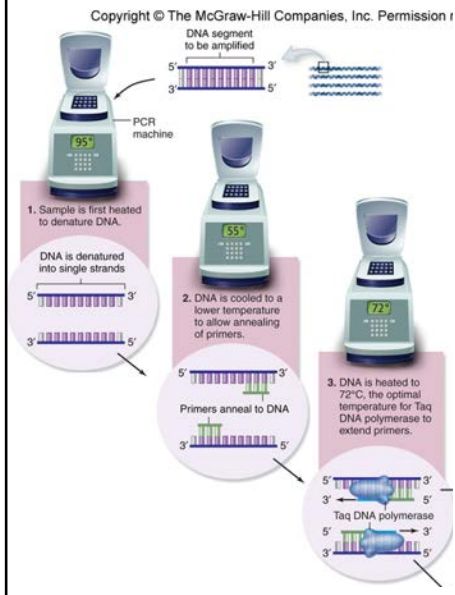 Copyright © The McGraw-Hill Companies, Inc. Permission r
DNA segment
to be amplified
5′ 3′
3′ 5′
PCR
machine
95°
1. Sample is first heated
to denature DNA.
DNA is denatured
into single strands
5′ 3′
3′ 5′
55°
2. DNA is cooled to a
lower temperature
to allow annealing
of primers.
5′ 3′
Primers anneal to DNA
3′ 5′
72°
3. DNA is heated to
72°C, the optimal
temperature for Taq
DNA polymerase to
extend primers.
5′ 3′
3′ 5′
Taq DNA polymerase
5′ 3′
3′ 5′